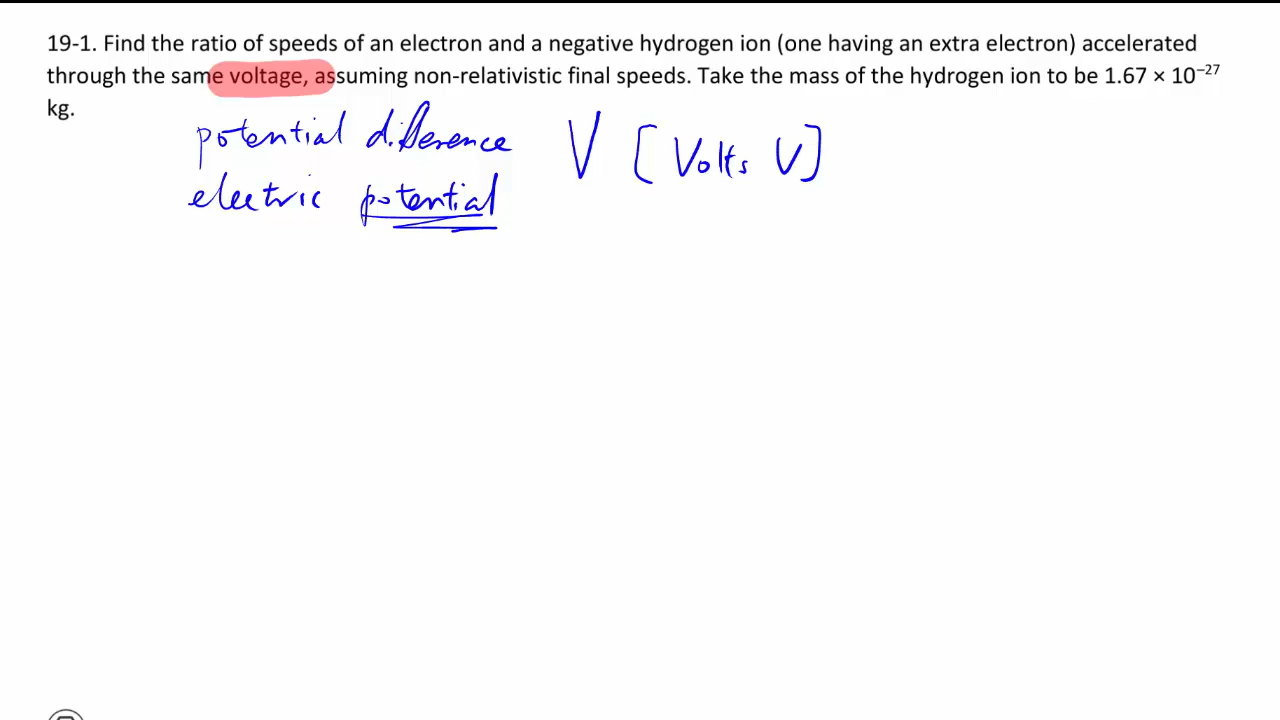 19-1. Find the ratio of speeds of an electron and a negative hydrogen ion (one having an extra electron) accelerated
through the same voltage, assuming non-relativistic final speeds. Take the mass of the hydrogen ion to be 1.67 × 10⁻²⁷
kg.
potential difference V [Volts V]
electric potential